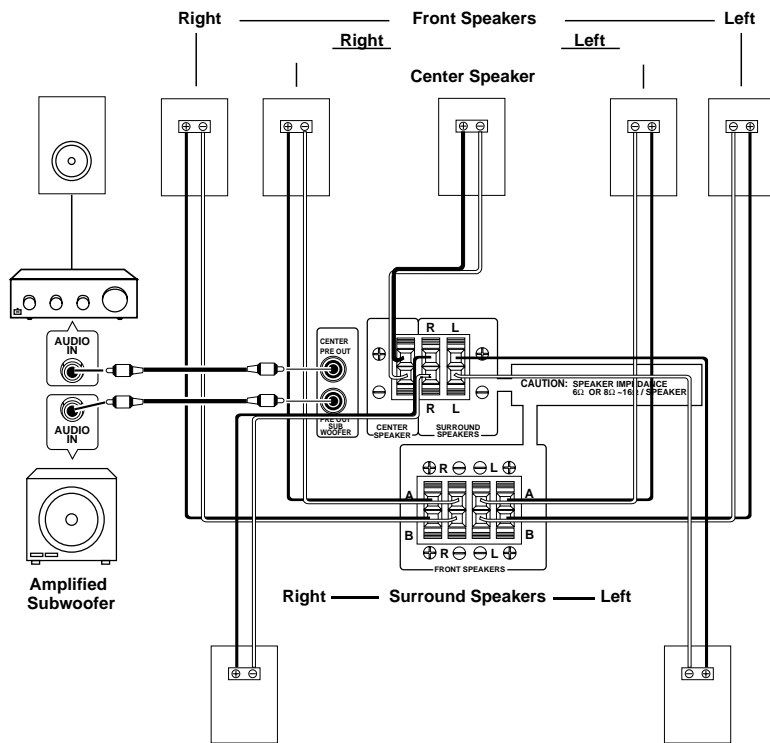 Right Front Speakers Left
Right Left
Center Speaker
AUDIO
IN
AUDIO
IN
CENTER
PRE OUT
PRE OUT
SUB
WOOFER
R L
R L
CENTER
SPEAKER
SURROUND
SPEAKERS
CAUTION: SPEAKER IMPEDANCE
6Ω OR 8Ω ~16Ω / SPEAKER
R L
A A
B B
R L
FRONT SPEAKERS
Amplified
Subwoofer
Right Surround Speakers Left